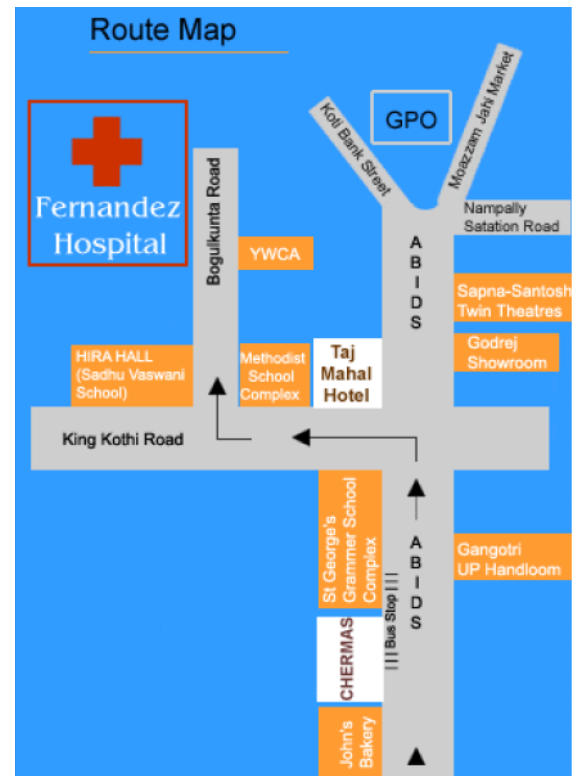 Route Map
GPO
Koti Bank Street
Moazzam Jahi Market
Fernandez
Hospital
Bogulkunta Road
Nampally
Satation Road
ABIDS
YWCA
Sapna-Santosh
Twin Theatres
HIRA HALL
(Sadhu Vaswani
School)
Methodist
School
Complex
Taj
Mahal
Hotel
Godrej
Showroom
King Kothi Road
St George's
Grammer School
Complex
ABIDS
Gangotri
UP Handloom
| | | Bus Stop | | |
CHERMAS
John's
Bakery